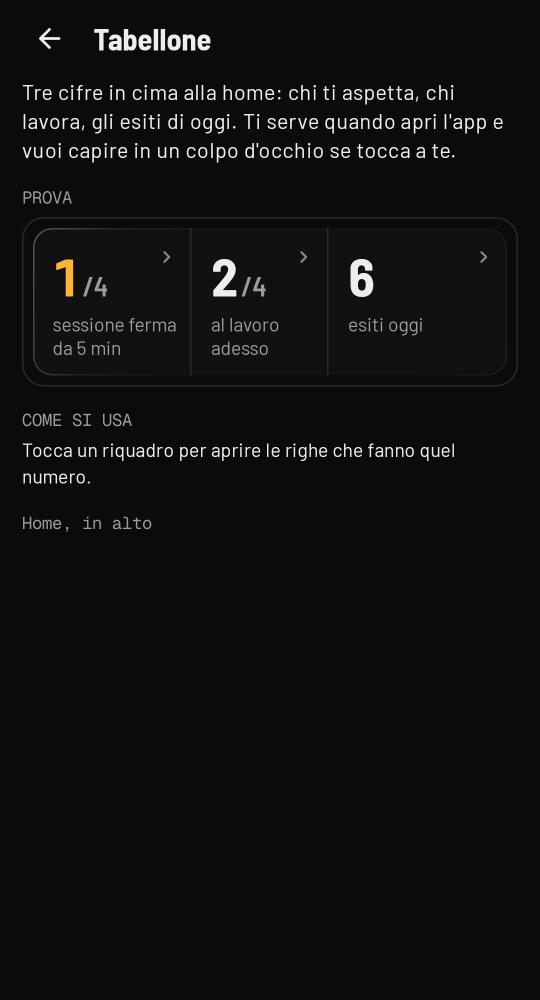 Tabellone
Tre cifre in cima alla home: chi ti aspetta, chi
lavora, gli esiti di oggi. Ti serve quando apri l'app e
vuoi capire in un colpo d'occhio se tocca a te.
PROVA
1/4
sessione ferma
da 5 min
2/4
al lavoro
adesso
6
esiti oggi
COME SI USA
Tocca un riquadro per aprire le righe che fanno quel
numero.
Home, in alto